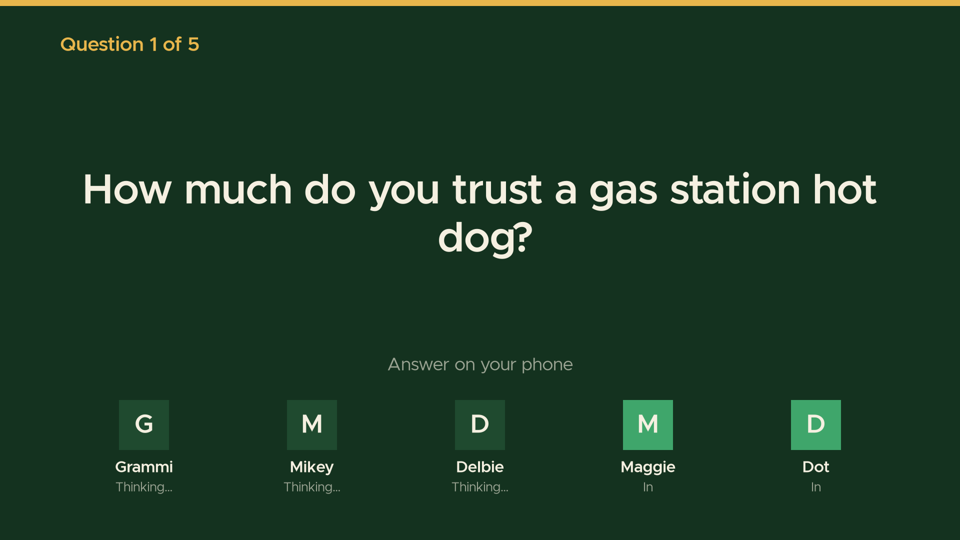 Question 1 of 5
How much do you trust a gas station hot
dog?
Answer on your phone
G M D M D
Grammi Mikey Delbie Maggie Dot
Thinking... Thinking... Thinking... In In